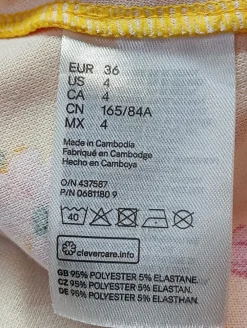 EUR 36
US 4
CA 4
CN 165/84A
MX 4
Made in Cambodia
Fabriqué en Cambodge
Hecho en Camboya
O/N 437587
P/N 0681180 9
40
clevercare.info
GB 95% POLYESTER 5% ELASTANE.
CZ 95% POLYESTER 5% ELASTAN.
DE 95% POLYESTER 5% ELASTHAN.